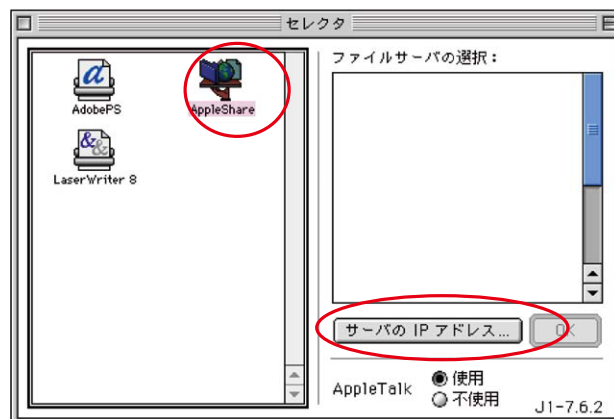 セレクタ
AdobePS
AppleShare
LaserWriter 8
ファイルサーバの選択：
サーバの IP アドレス...
OK
AppleTalk
使用
不使用
J1-7.6.2